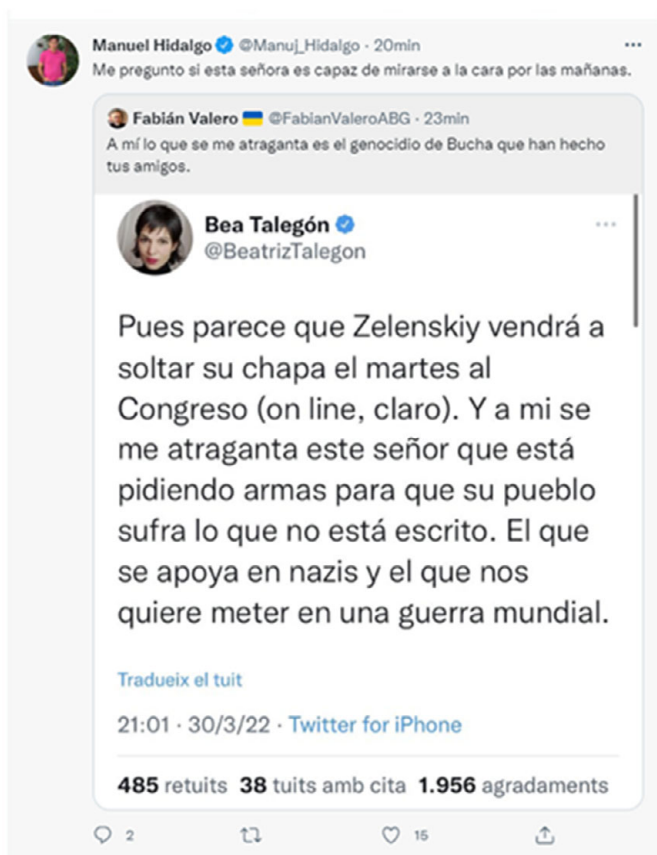 Manuel Hidalgo @Manuj_Hidalgo · 20min
Me pregunto si esta señora es capaz de mirarse a la cara por las mañanas.
Fabián Valero @FabianValeroABG · 23min
A mí lo que se me atraganta es el genocidio de Bucha que han hecho
tus amigos.
Bea Talegón
@BeatrizTalegon
Pues parece que Zelenskiy vendrá a
soltar su chapa el martes al
Congreso (on line, claro). Y a mi se
me atraganta este señor que está
pidiendo armas para que su pueblo
sufra lo que no está escrito. El que
se apoya en nazis y el que nos
quiere meter en una guerra mundial.
Tradueix el tuit
21:01 · 30/3/22 · Twitter for iPhone
485 retuits 38 tuits amb cita 1.956 agradaments
2 15